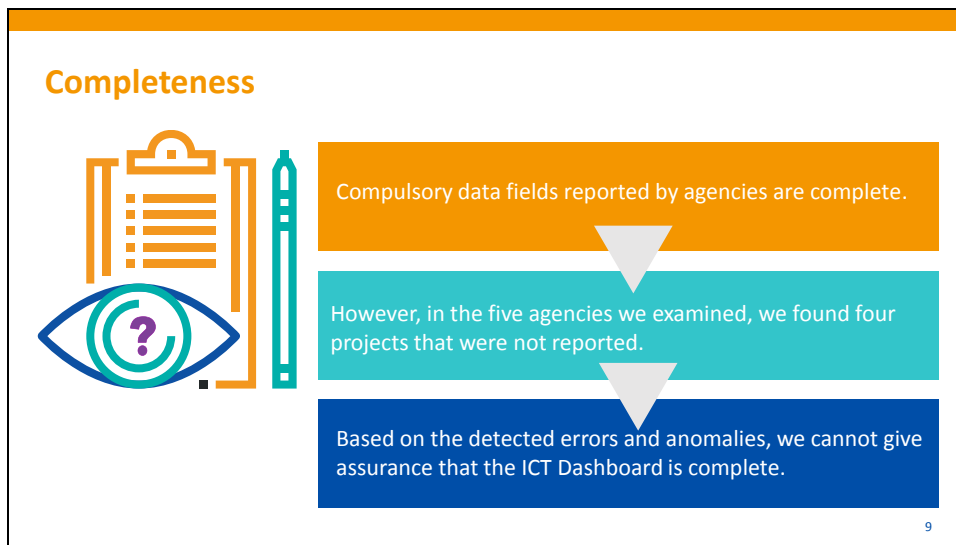 Completeness
Compulsory data fields reported by agencies are complete.
However, in the five agencies we examined, we found four
projects that were not reported.
Based on the detected errors and anomalies, we cannot give
assurance that the ICT Dashboard is complete.
?
9